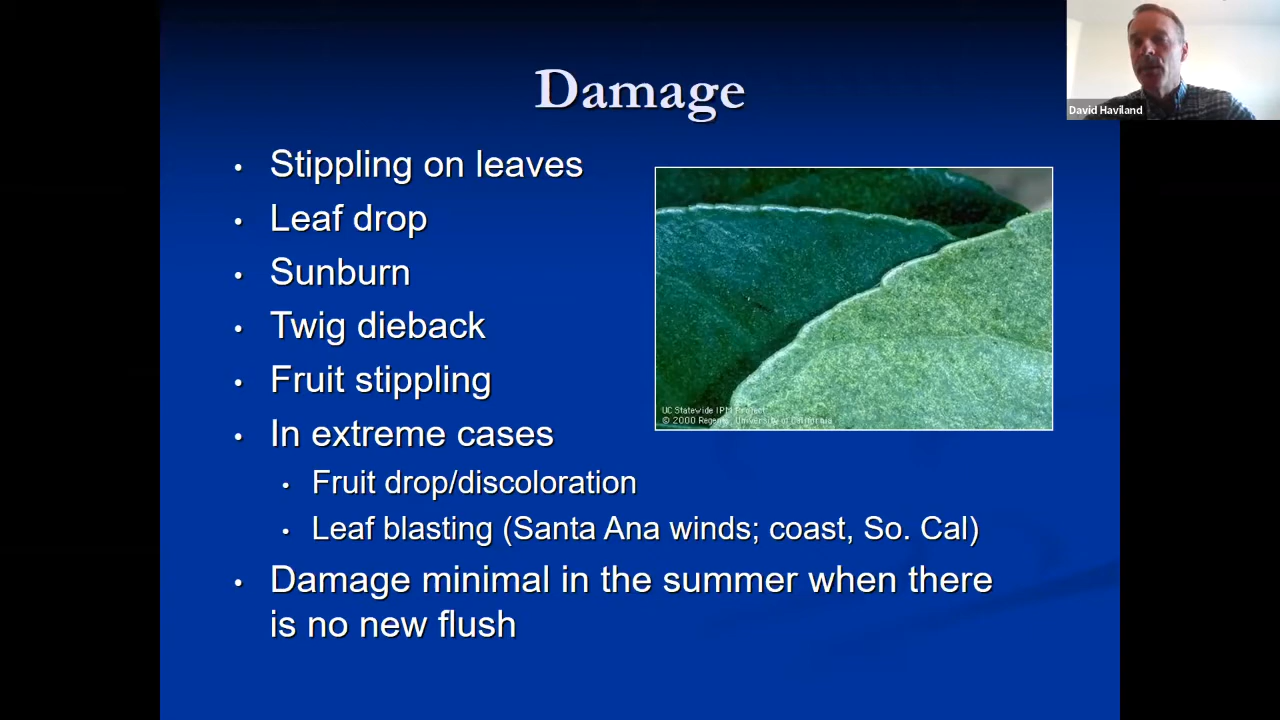 Damage
David Haviland
• Stippling on leaves
• Leaf drop
• Sunburn
• Twig dieback
• Fruit stippling
• In extreme cases
• Fruit drop/discoloration
• Leaf blasting (Santa Ana winds; coast, So. Cal)
• Damage minimal in the summer when there
is no new flush
UC Statewide IPM Project
© 2000 Regents, University of California